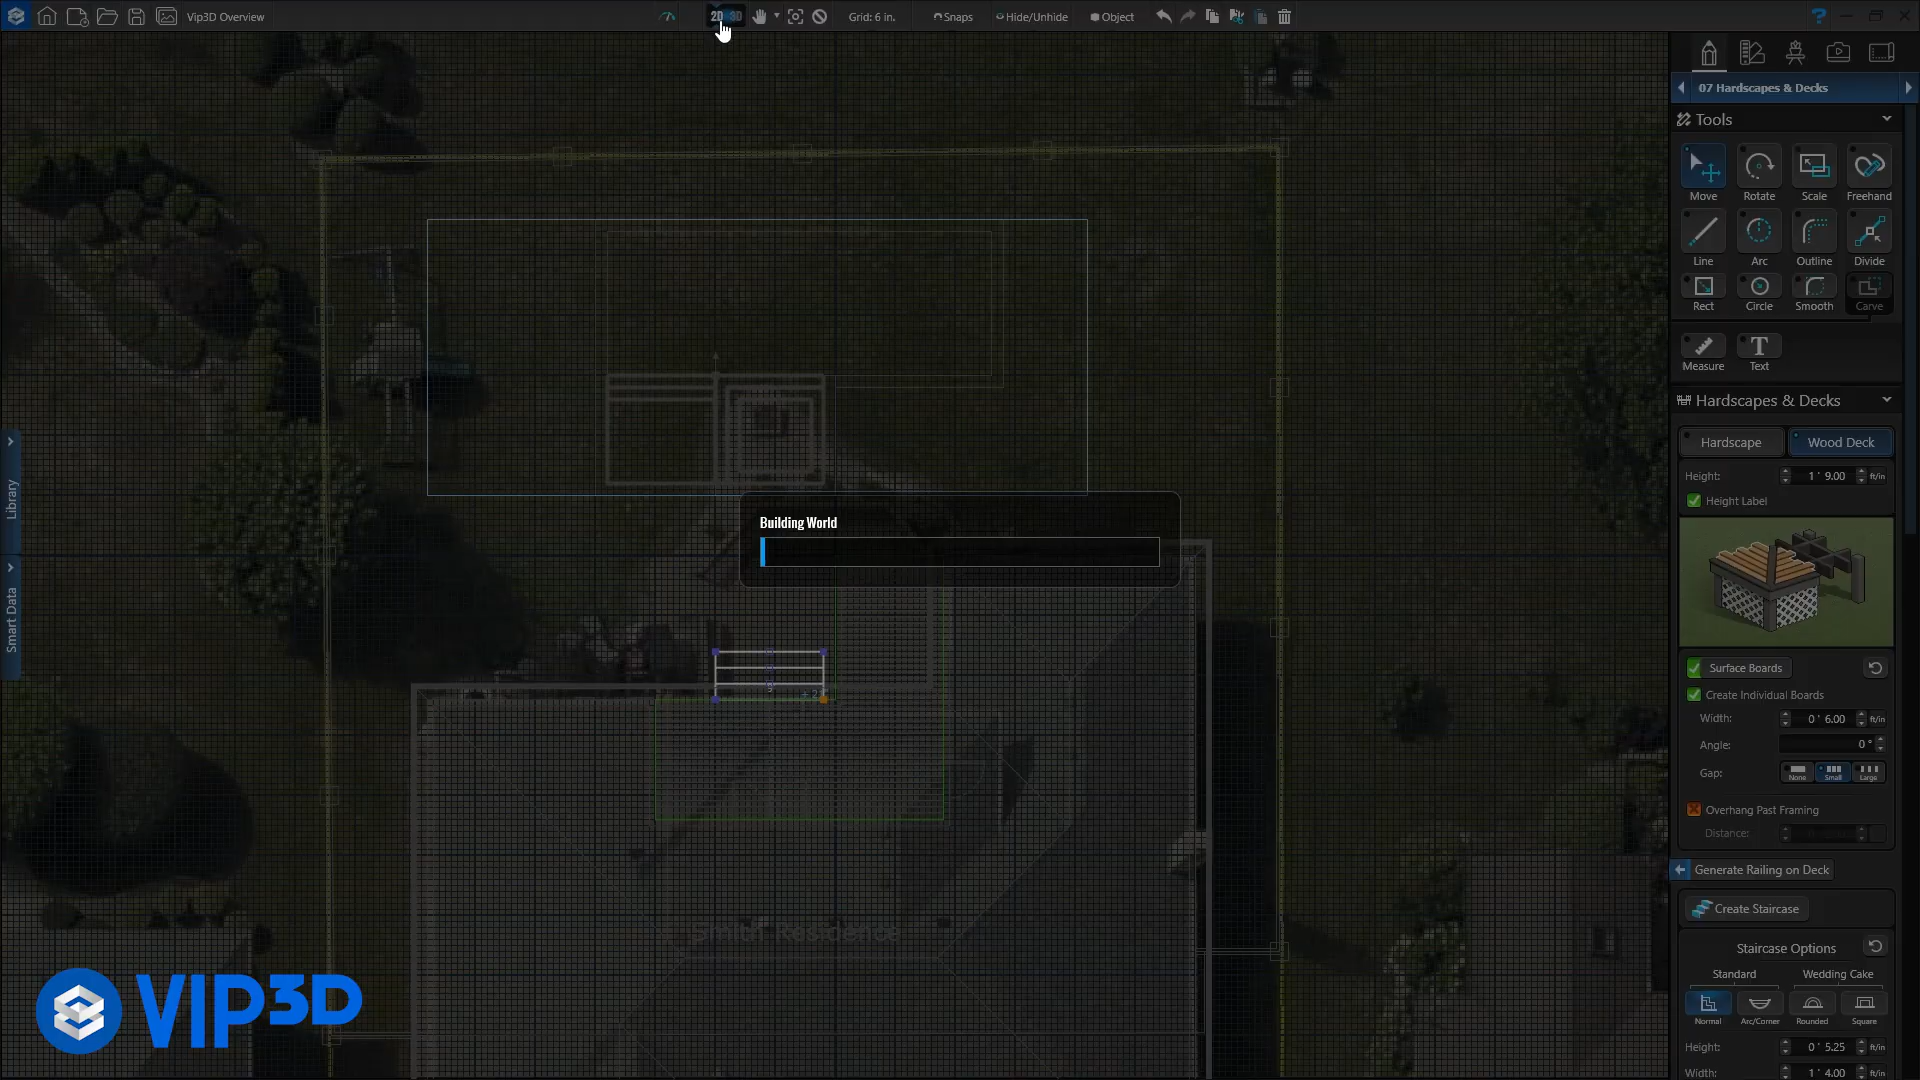 Vip3D Overview
2D 3D
Grid: 6 in.
Snaps
Hide/Unhide
Object
?
07 Hardscapes & Decks
Tools
Move
Rotate
Scale
Freehand
Line
Arc
Outline
Divide
Rect
Circle
Smooth
Carve
Measure
Text
Hardscapes & Decks
Hardscape
Wood Deck
Height:
1 ' 9.00
ft/in
Height Label
Surface Boards
Create Individual Boards
Width:
0 ' 6.00
ft/in
Angle:
0 °
Gap:
None
Small
Large
Overhang Past Framing
Distance:
Generate Railing on Deck
Create Staircase
Staircase Options
Standard
Wedding Cake
Normal
Arc/Corner
Rounded
Square
Height:
0 ' 5.25
ft/in
Width:
1 ' 4.00
ft/in
Library
Smart Data
Building World
Smith Residence
VIP3D